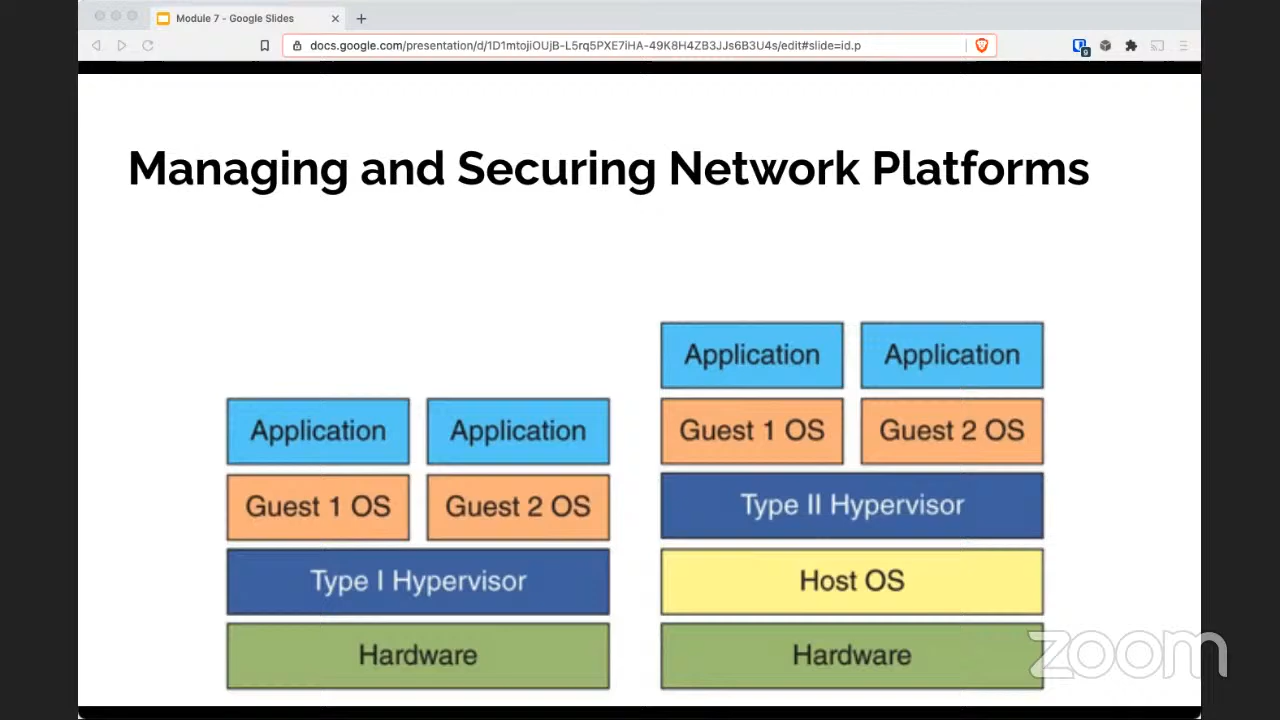 Module 7 - Google Slides
docs.google.com/presentation/d/1D1mtojiOUjB-L5rq5PXE7iHA-49K8H4ZB3JJs6B3U4s/edit#slide=id.p
9
Managing and Securing Network Platforms
Application Application
Guest 1 OS Guest 2 OS
Type I Hypervisor
Hardware
Application Application
Guest 1 OS Guest 2 OS
Type II Hypervisor
Host OS
Hardware
zoom